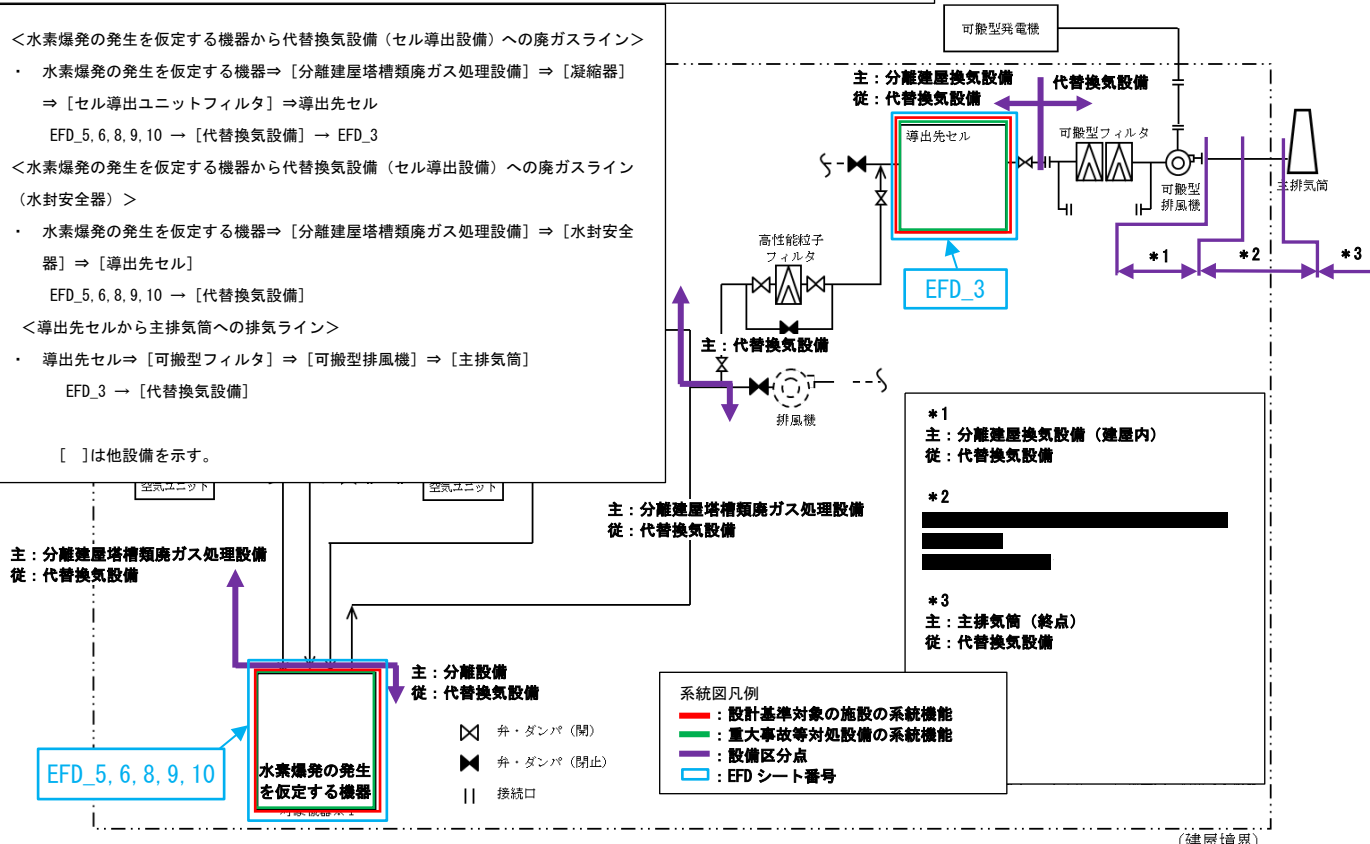 <水素爆発の発生を仮定する機器から代替換気設備(セル導出設備)への廃ガスライン>
・ 水素爆発の発生を仮定する機器⇒[分離建屋塔槽類廃ガス処理設備]⇒[凝縮器]
⇒[セル導出ユニットフィルタ]⇒導出先セル
EFD_5,6,8,9,10 → [代替換気設備] → EFD_3
<水素爆発の発生を仮定する機器から代替換気設備(セル導出設備)への廃ガスライン
(水封安全器)>
・ 水素爆発の発生を仮定する機器⇒[分離建屋塔槽類廃ガス処理設備]⇒[水封安全
器]⇒[導出先セル]
EFD_5,6,8,9,10 → [代替換気設備]
<導出先セルから主排気筒への排気ライン>
・ 導出先セル⇒[可搬型フィルタ]⇒[可搬型排風機]⇒[主排気筒]
EFD_3 → [代替換気設備]
[ ]は他設備を示す。
可搬型発電機
主:分離建屋換気設備
従:代替換気設備
代替換気設備
導出先セル
可搬型フィルタ
可搬型
排風機
主排気筒
*1
*2
*3
高性能粒子
フィルタ
EFD_3
主:代替換気設備
排風機
*1
主:分離建屋換気設備(建屋内)
従:代替換気設備
*2
*3
主:主排気筒(終点)
従:代替換気設備
空気ユニット
空気ユニット
主:分離建屋塔槽類廃ガス処理設備
従:代替換気設備
主:分離建屋塔槽類廃ガス処理設備
従:代替換気設備
主:分離設備
従:代替換気設備
弁・ダンパ(開)
弁・ダンパ(閉止)
接続口
EFD_5,6,8,9,10
水素爆発の発生
を仮定する機器
系統図凡例
:設計基準対象の施設の系統機能
:重大事故等対処設備の系統機能
:設備区分点
:EFDシート番号
(建屋境界)